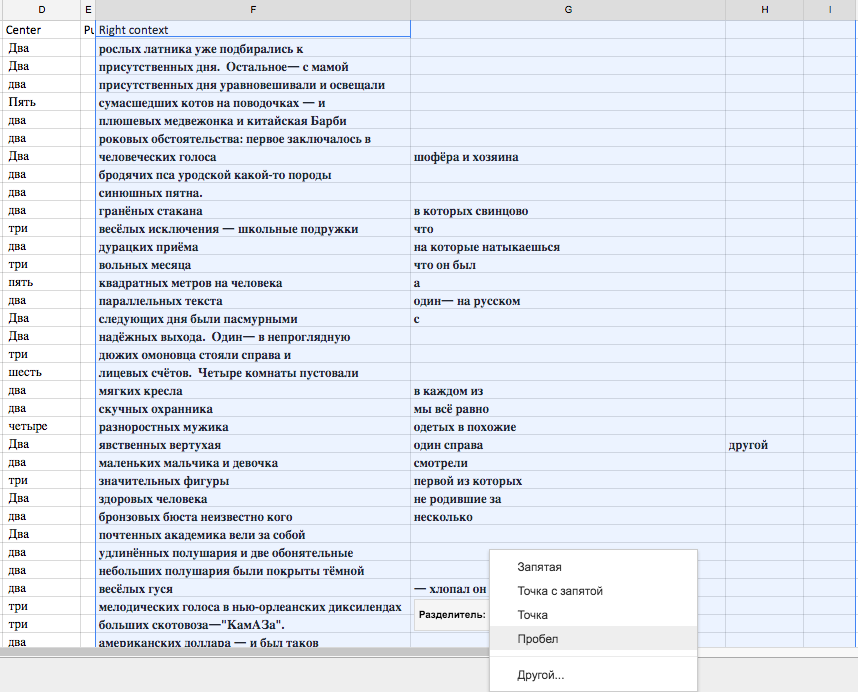 D E F G H I
Center Pu Right context
Два рослых латника уже подбирались к
Два присутственных дня. Остальное— с мамой
два присутственных дня уравновешивали и освещали
Пять сумасшедших котов на поводочках — и
два плюшевых медвежонка и китайская Барби
два роковых обстоятельства: первое заключалось в
Два человеческих голоса шофёра и хозяина
два бродячих пса уродской какой-то породы
два синюшных пятна.
два гранёных стакана в которых свинцово
три весёлых исключения — школьные подружки что
два дурацких приёма на которые натыкаешься
три вольных месяца что он был
пять квадратных метров на человека а
два параллельных текста один— на русском
Два следующих дня были пасмурными с
Два надёжных выхода. Один— в непроглядную
три дюжих омоновца стояли справа и
шесть лицевых счётов. Четыре комнаты пустовали
два мягких кресла в каждом из
два скучных охранника мы всё равно
четыре разноростных мужика одетых в похожие
Два явственных вертухая один справа другой
два маленьких мальчика и девочка смотрели
три значительных фигуры первой из которых
Два здоровых человека не родившие за
два бронзовых бюста неизвестно кого несколько
Два почтенных академика вели за собой
два удлинённых полушария и две обонятельные
два небольших полушария были покрыты тёмной
два весёлых гуся — хлопал он
три мелодических голоса в нью-орлеанских диксилендах
три больших скотовоза—"КамАЗа".
два американских доллара — и был таков
Разделитель:
Запятая
Точка с запятой
Точка
Пробел
Другой...